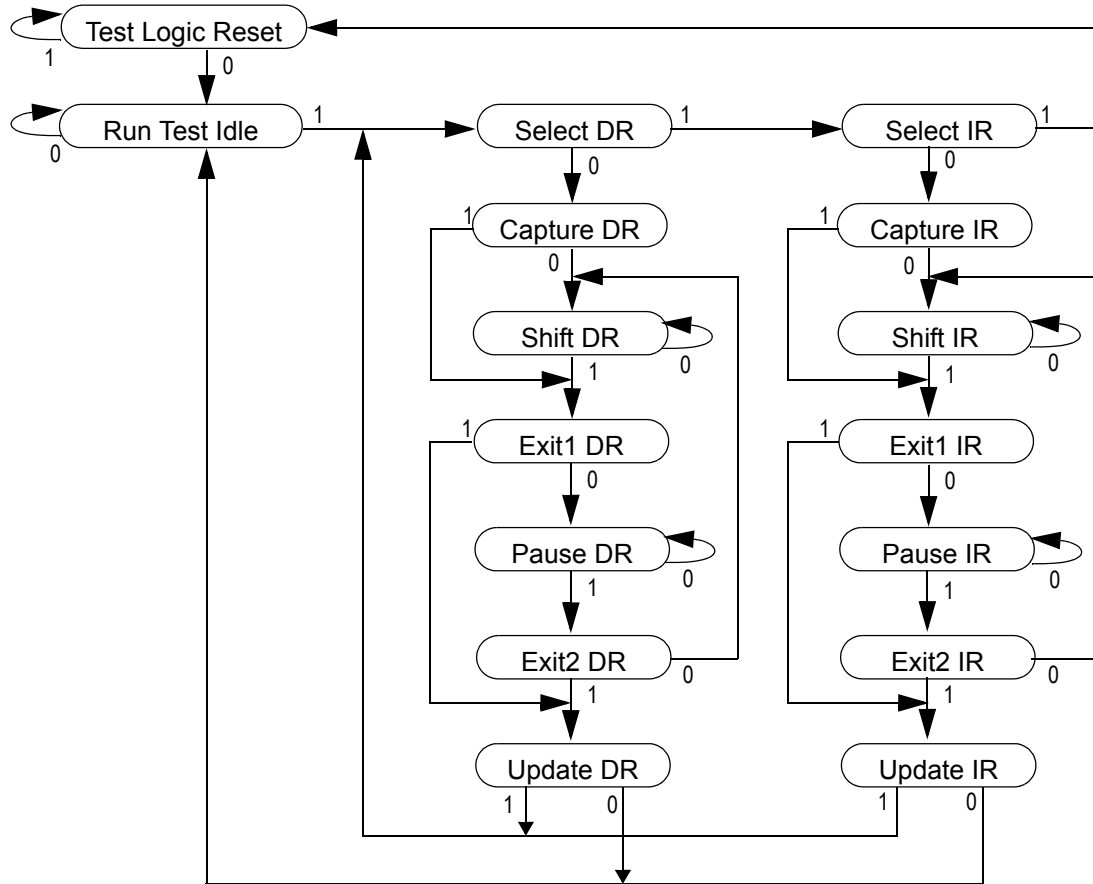 Test Logic Reset
1
0
Run Test Idle
1
Select DR
1
Select IR
1
0
0
0
1
Capture DR
1
Capture IR
0
0
Shift DR
Shift IR
0
0
1
1
1
Exit1 DR
1
Exit1 IR
0
0
Pause DR
Pause IR
0
0
1
1
Exit2 DR
Exit2 IR
0
0
1
1
Update DR
Update IR
1
0
1
0